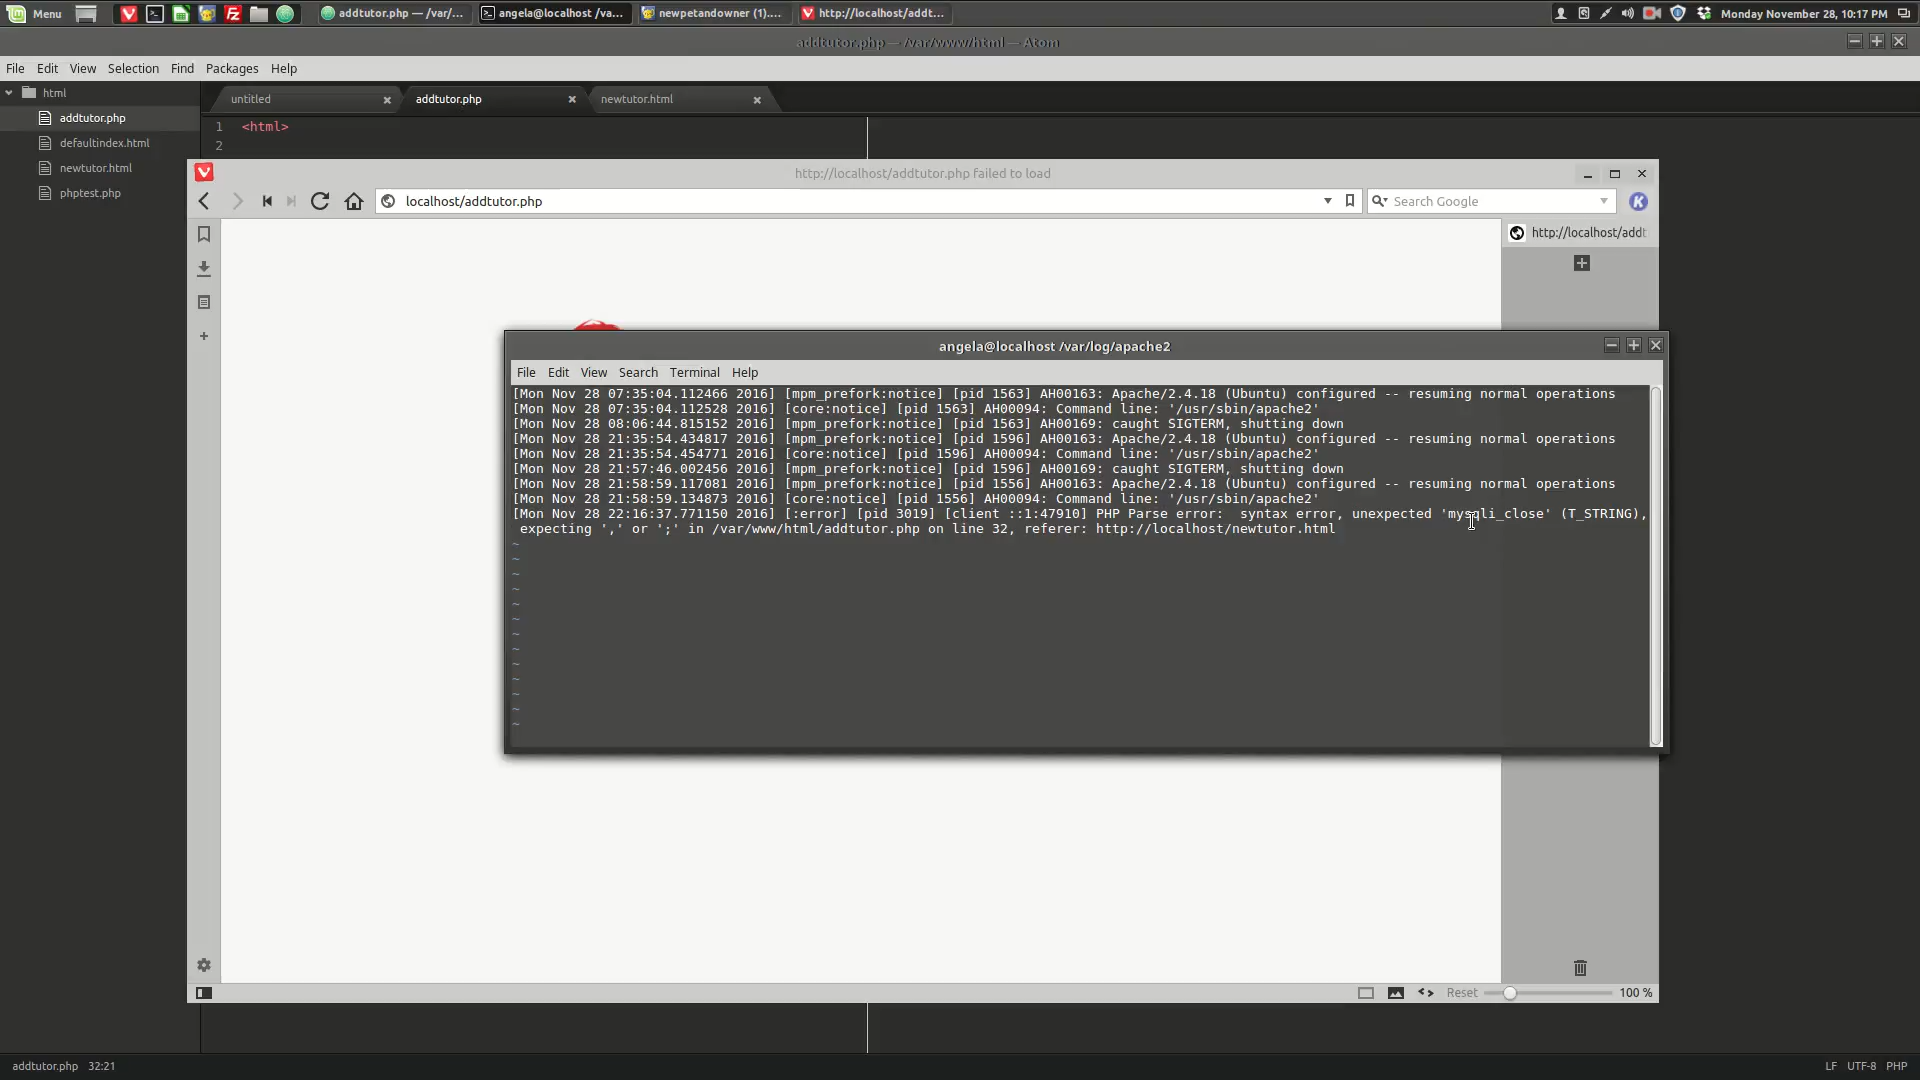 Menu
addtutor.php — /var/...
angela@localhost /va...
newpetandowner (1)....
http://localhost/addt...
Monday November 28, 10:17 PM
addtutor.php — /var/www/html — Atom
File Edit View Selection Find Packages Help
html
addtutor.php
defaultindex.html
newtutor.html
phptest.php
untitled
addtutor.php
newtutor.html
1 <html>
2
http://localhost/addtutor.php failed to load
localhost/addtutor.php
Search Google
http://localhost/addt
angela@localhost /var/log/apache2
File Edit View Search Terminal Help
[Mon Nov 28 07:35:04.112466 2016] [mpm_prefork:notice] [pid 1563] AH00163: Apache/2.4.18 (Ubuntu) configured -- resuming normal operations
[Mon Nov 28 07:35:04.112528 2016] [core:notice] [pid 1563] AH00094: Command line: '/usr/sbin/apache2'
[Mon Nov 28 08:06:44.815152 2016] [mpm_prefork:notice] [pid 1563] AH00169: caught SIGTERM, shutting down
[Mon Nov 28 21:35:54.434817 2016] [mpm_prefork:notice] [pid 1596] AH00163: Apache/2.4.18 (Ubuntu) configured -- resuming normal operations
[Mon Nov 28 21:35:54.454771 2016] [core:notice] [pid 1596] AH00094: Command line: '/usr/sbin/apache2'
[Mon Nov 28 21:57:46.002456 2016] [mpm_prefork:notice] [pid 1596] AH00169: caught SIGTERM, shutting down
[Mon Nov 28 21:58:59.117081 2016] [mpm_prefork:notice] [pid 1556] AH00163: Apache/2.4.18 (Ubuntu) configured -- resuming normal operations
[Mon Nov 28 21:58:59.134873 2016] [core:notice] [pid 1556] AH00094: Command line: '/usr/sbin/apache2'
[Mon Nov 28 22:16:37.771150 2016] [:error] [pid 3019] [client ::1:47910] PHP Parse error:  syntax error, unexpected 'mysqli_close' (T_STRING),
expecting ',' or ';' in /var/www/html/addtutor.php on line 32, referer: http://localhost/newtutor.html
~
~
~
~
~
~
~
~
~
~
~
~
~
Reset 100 %
addtutor.php 32:21
LF UTF-8 PHP